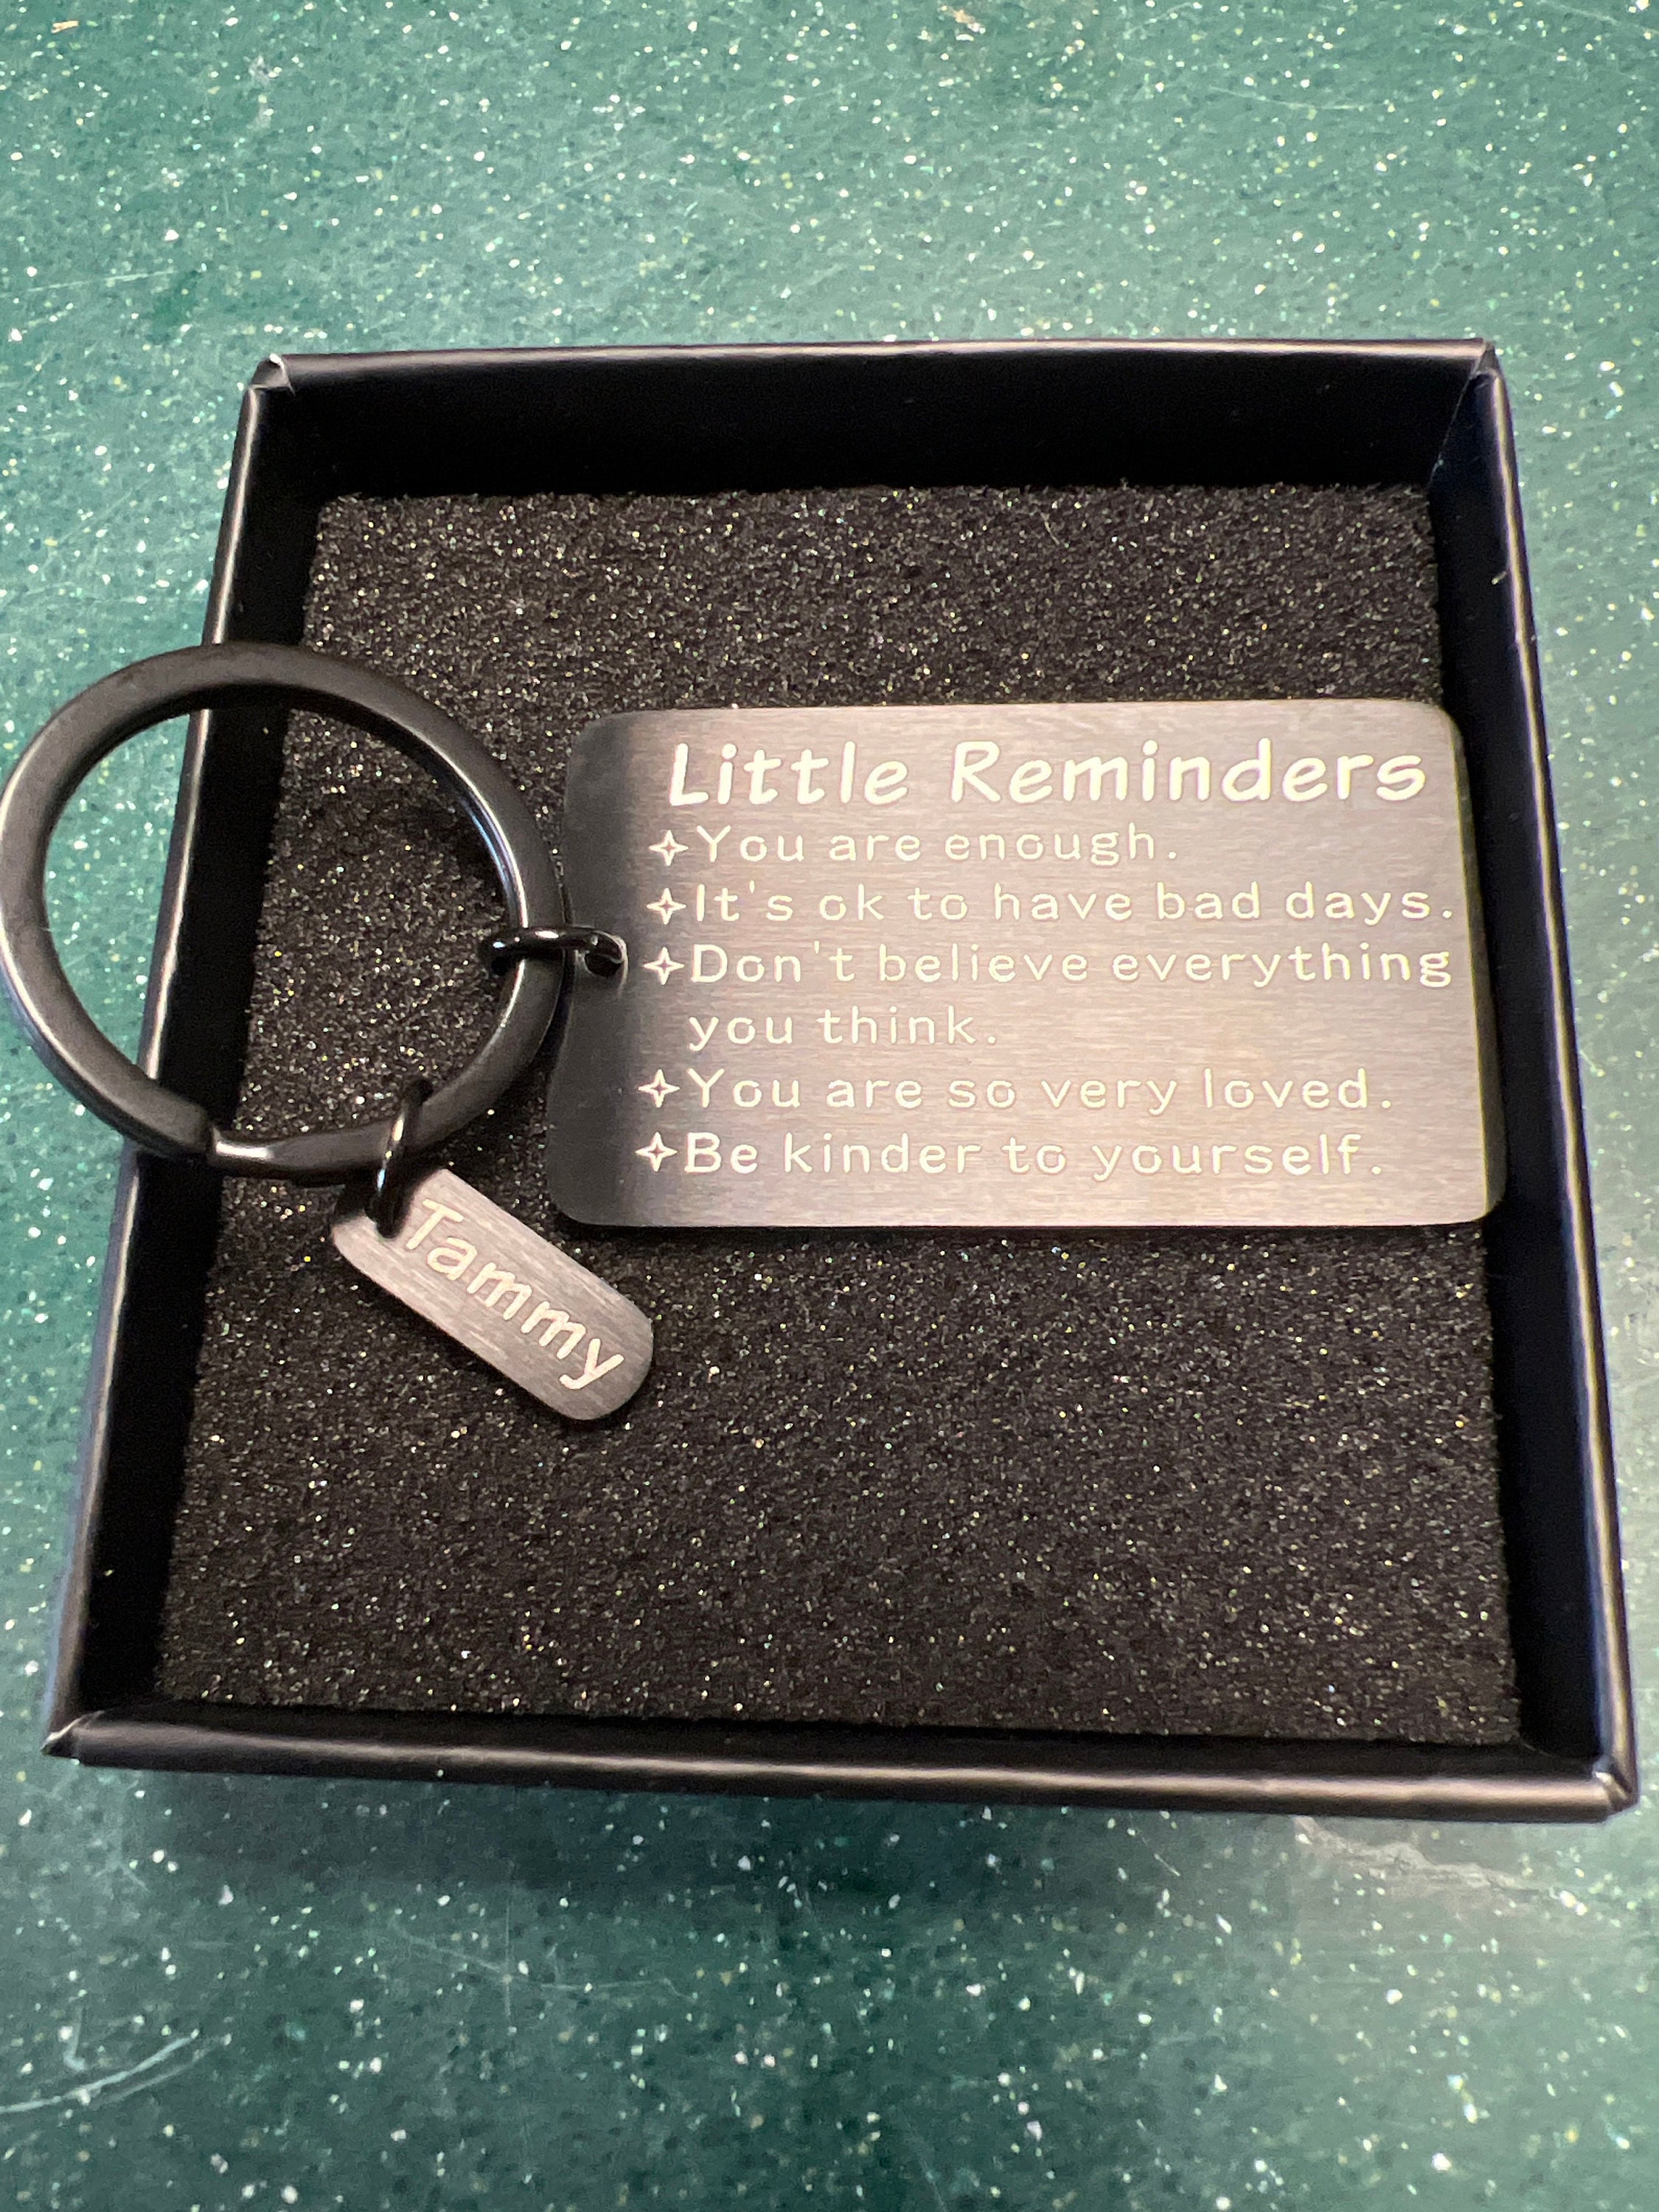 Little Reminders
✧You are enough.
✧It's ok to have bad days.
✧Don't believe everything
you think.
✧You are so very loved.
✧Be kinder to yourself.
Tammy